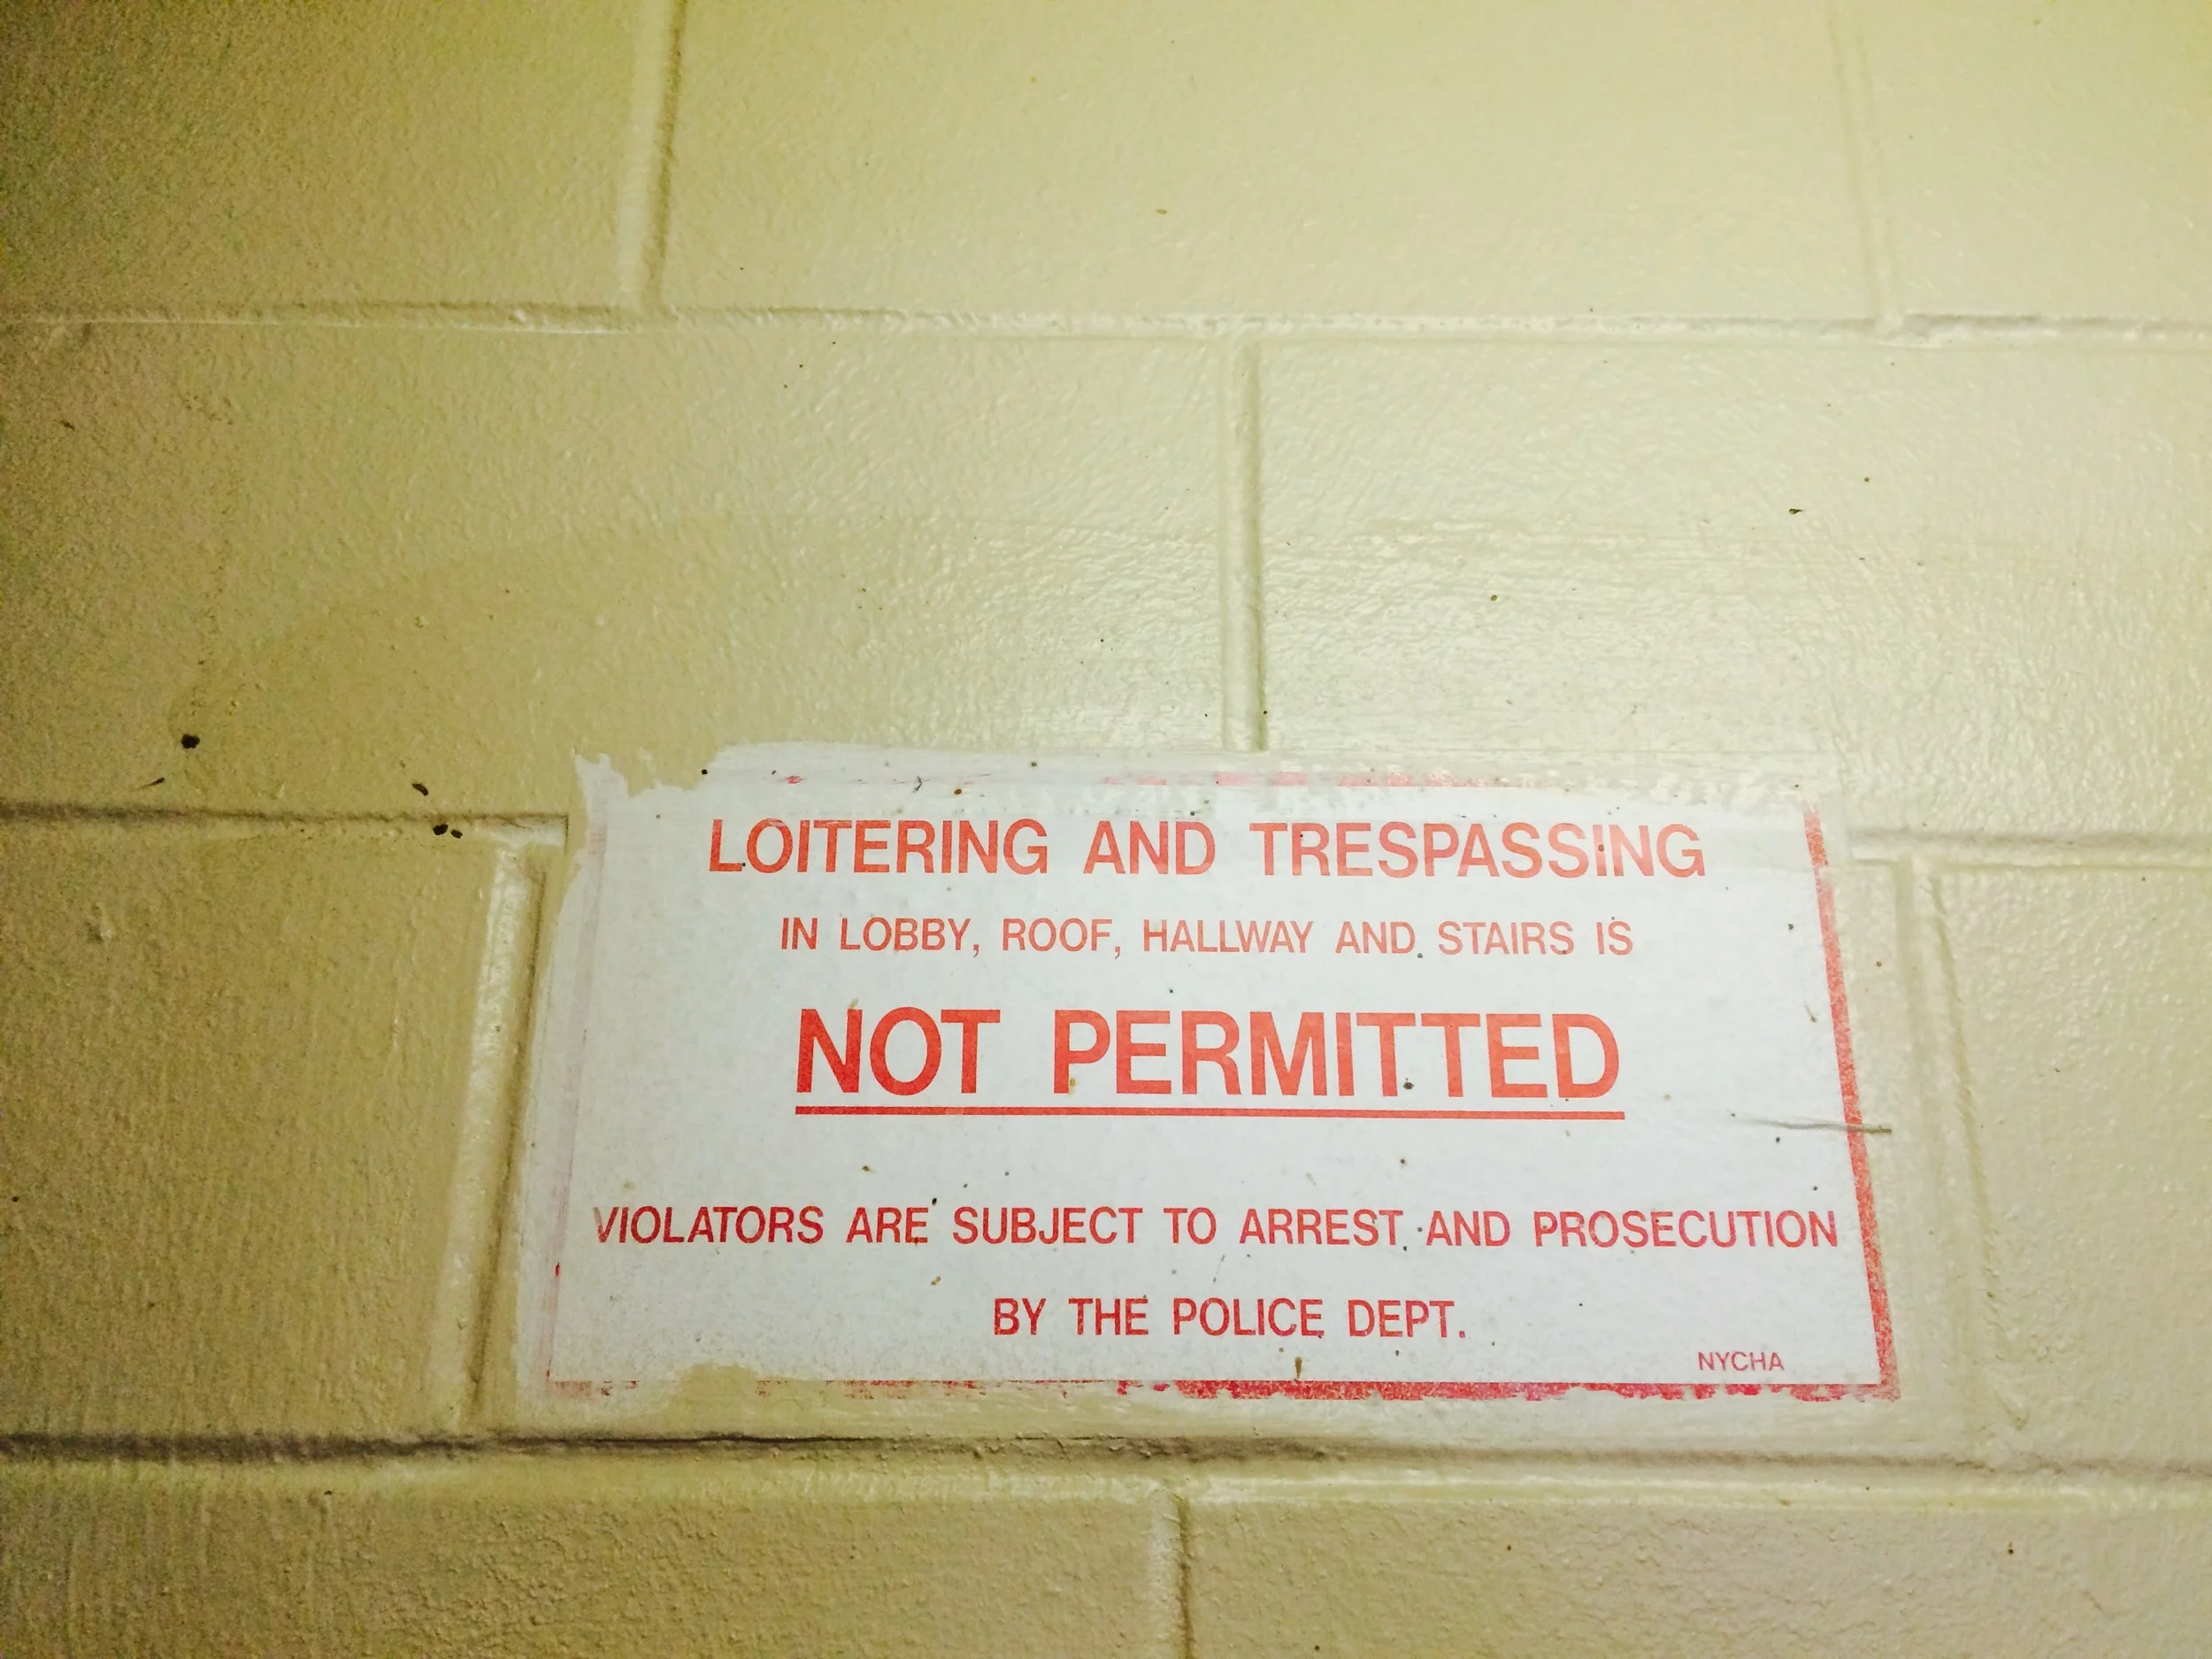 LOITERING AND TRESPASSING
IN LOBBY, ROOF, HALLWAY AND STAIRS IS
NOT PERMITTED
VIOLATORS ARE SUBJECT TO ARREST AND PROSECUTION
BY THE POLICE DEPT.
NYCHA